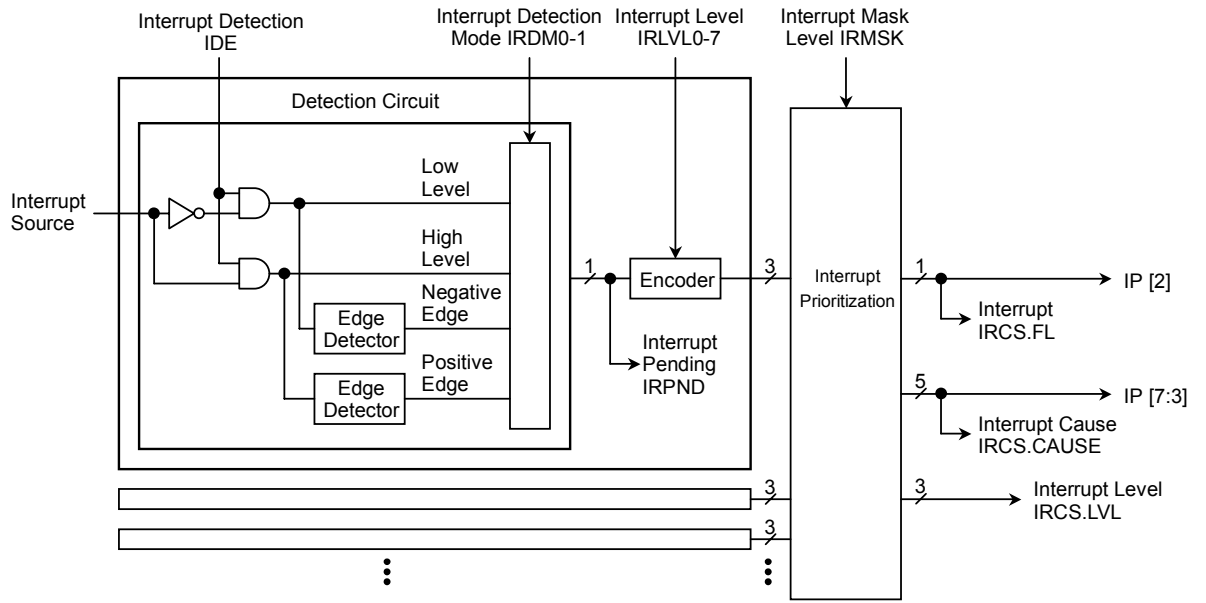 Interrupt Detection
IDE
Interrupt Detection
Mode IRDM0-1
Interrupt Level
IRLVL0-7
Interrupt Mask
Level IRMSK
Detection Circuit
Interrupt
Source
Low
Level
High
Level
Negative
Edge
Positive
Edge
Edge
Detector
Edge
Detector
1
Encoder
3
Interrupt
Pending
IRPND
Interrupt
Prioritization
1
IP [2]
Interrupt
IRCS.FL
5
IP [7:3]
Interrupt Cause
IRCS.CAUSE
3
3
Interrupt Level
IRCS.LVL
3